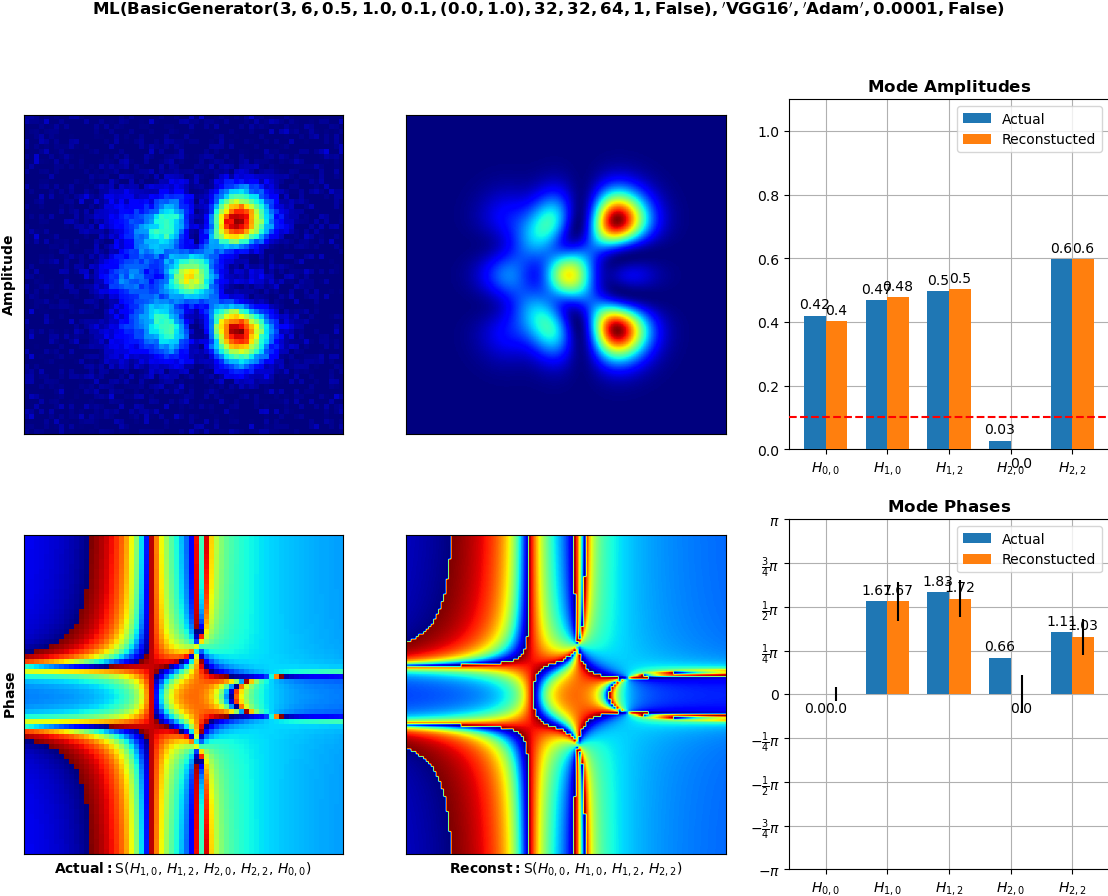 ML(BasicGenerator(3, 6, 0.5, 1.0, 0.1, (0.0, 1.0), 32, 32, 64, 1, False), 'VGG16', 'Adam', 0.0001, False)
Amplitude
Mode Amplitudes
Actual
Reconstucted
1.0
0.8
0.6
0.4
0.2
0.0
0.42
0.4
0.47
0.48
0.5
0.5
0.03
0.0
0.6
0.6
H0,0
H1,0
H1,2
H2,0
H2,2
Phase
Actual: S(H1,0, H1,2, H2,0, H2,2, H0,0)
Reconst: S(H0,0, H1,0, H1,2, H2,2)
Mode Phases
Actual
Reconstucted
π
3/4π
1/2π
1/4π
0
−1/4π
−1/2π
−3/4π
−π
0.0
0.0
1.67
1.67
1.83
1.72
0.66
0.0
1.11
1.03
H0,0
H1,0
H1,2
H2,0
H2,2